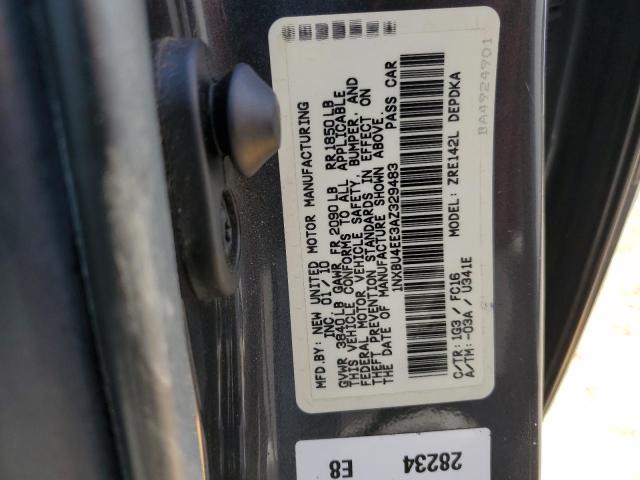 MFD.BY: NEW UNITED MOTOR MANUFACTURING
INC. 01/10
GVWR 3840LB GAWR FR 2090LB RR 1850LB
THIS VEHICLE CONFORMS TO ALL APPLICABLE
FEDERAL MOTOR VEHICLE SAFETY, BUMPER, AND
THEFT PREVENTION STANDARDS IN EFFECT ON
THE DATE OF MANUFACTURE SHOWN ABOVE.
1NXBU4EE3AZ329483 PASS CAR
C/TR: 1G3 / FC16 MODEL: ZRE142L DEPDKA
A/TM: -03A / U341E
BA4924901
28234
E8